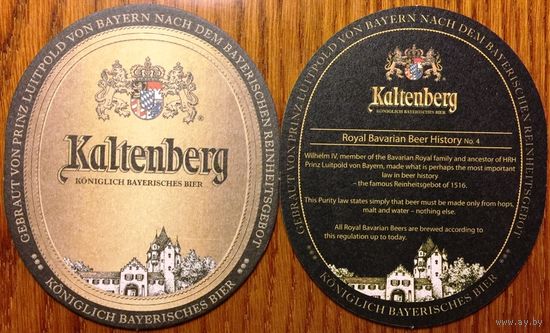 GEBRAUT VON PRINZ LUITPOLD VON BAYERN NACH DEM BAYERISCHEN REINHEITSGEBOT
Kaltenberg
®
KÖNIGLICH BAYERISCHES BIER
KÖNIGLICH BAYERISCHES BIER
GEBRAUT VON PRINZ LUITPOLD VON BAYERN NACH DEM BAYERISCHEN REINHEITSGEBOT
Kaltenberg
KÖNIGLICH BAYERISCHES BIER
Royal Bavarian Beer History No. 4
Wilhelm IV, member of the Bavarian Royal family and ancestor of HRH
Prinz Luitpold von Bayern, made what is perhaps the most important
law in beer history
– the famous Reinheitsgebot of 1516.
This Purity law states simply that beer must be made only from hops,
malt and water – nothing else.
All Royal Bavarian Beers are brewed according to
this regulation up to today.
KÖNIGLICH BAYERISCHES BIER
www.ay.by